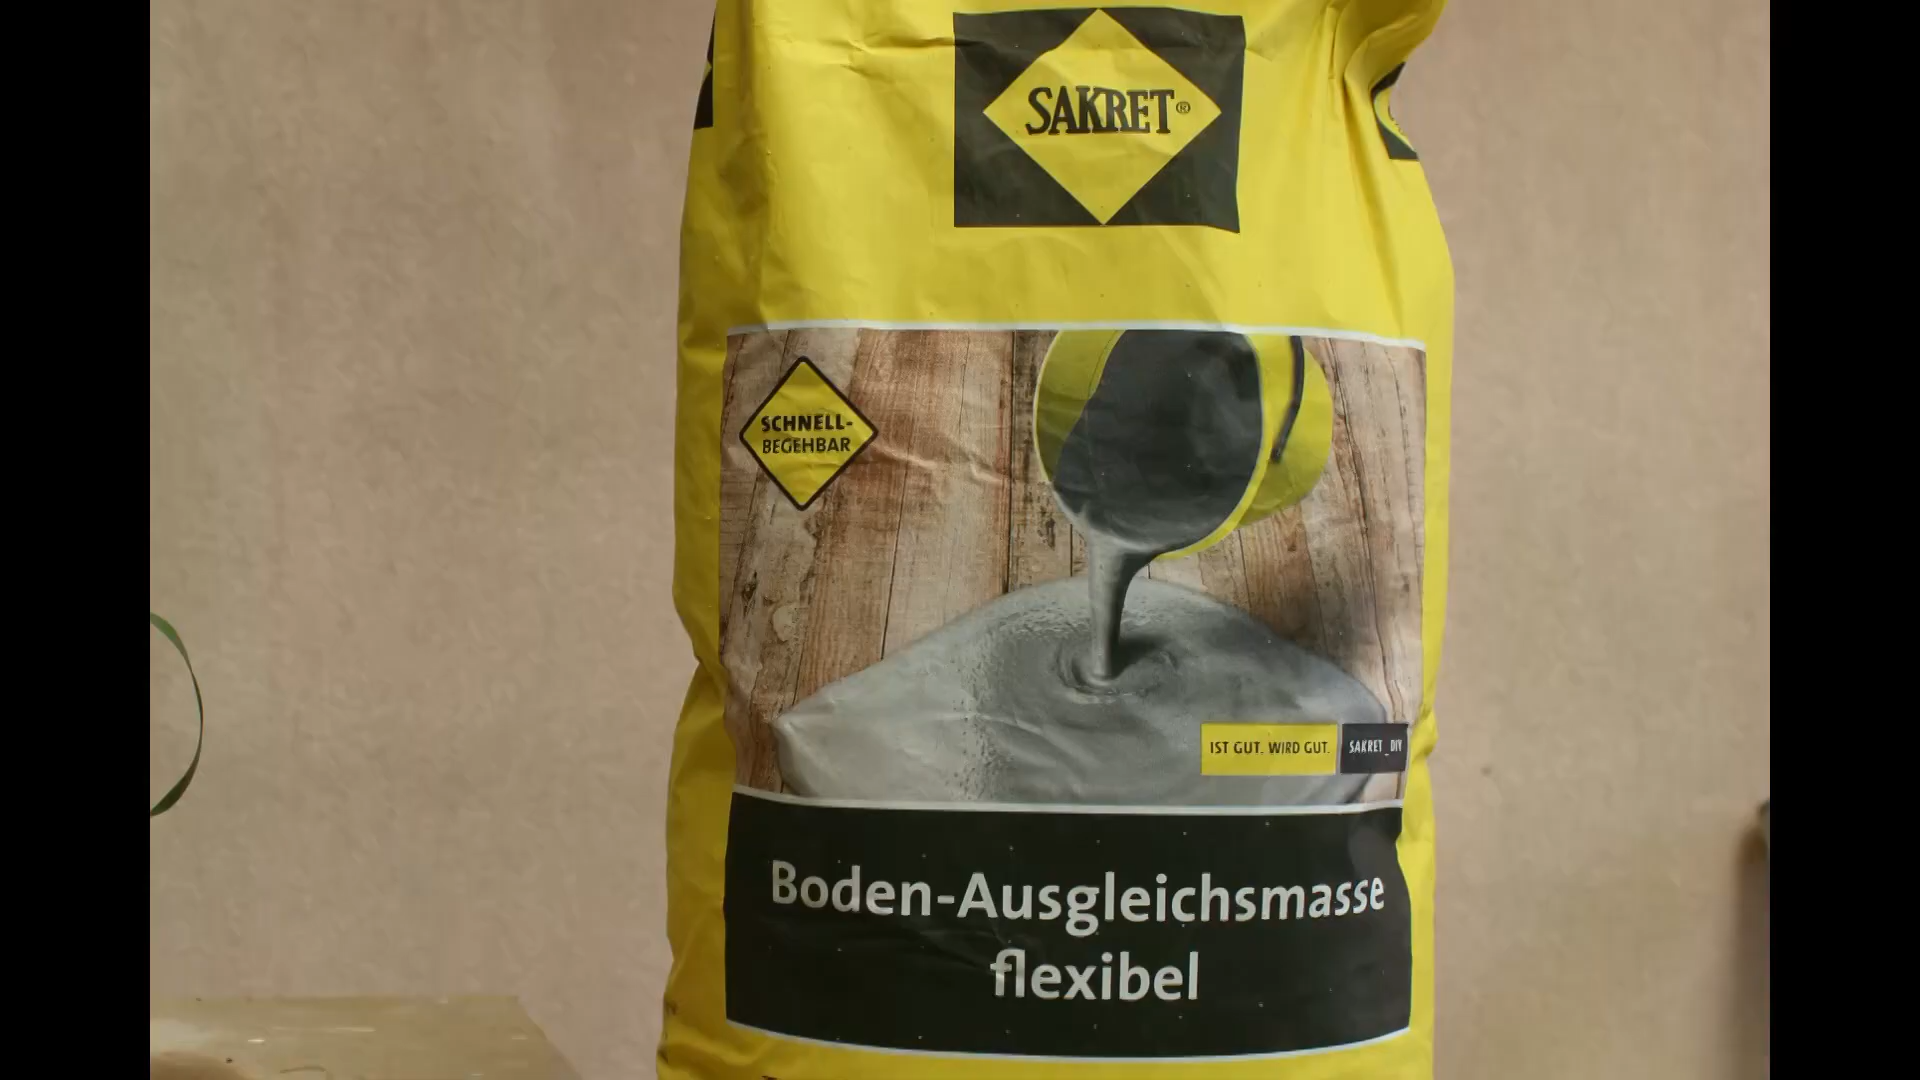 SAKRET®
SCHNELL-
BEGEHBAR
IST GUT. WIRD GUT.
SAKRET_DIY
Boden-Ausgleichsmasse
flexibel